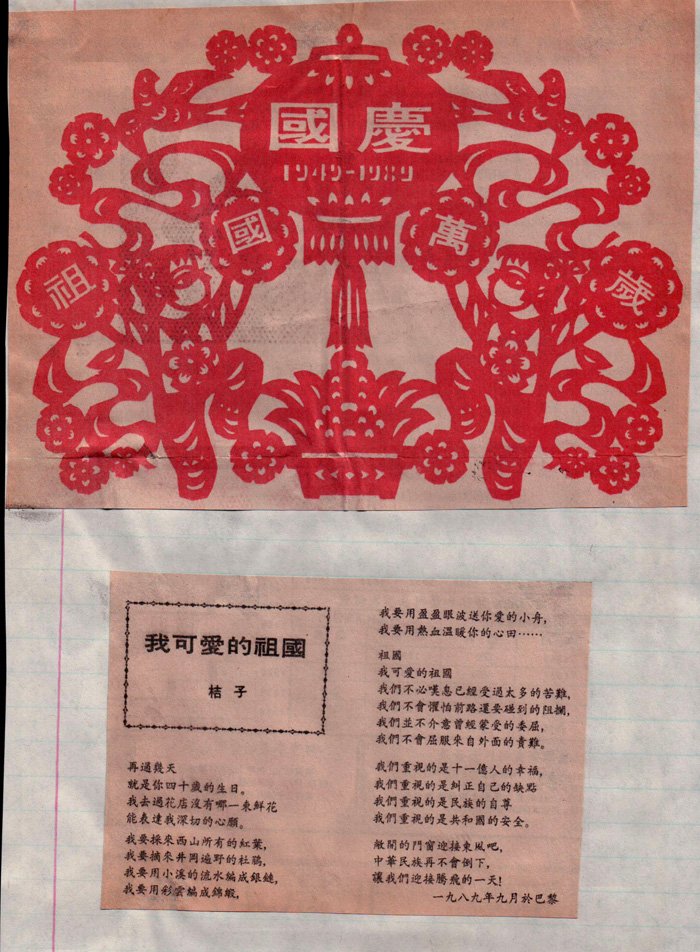 國慶
1949-1989
祖國萬歲
我可愛的祖國
桔子
再過幾天
就是你四十歲的生日。
我去過花店沒有哪一束鮮花
能表達我深切的心願。
我要採來西山所有的紅葉,
我要摘來井岡遍野的杜鵑,
我要用小溪的流水編成銀鏈,
我要用彩雲編成錦緞,
我要用盈盈眼波送你愛的小舟,
我要用熱血溫暖你的心田……
祖國
我可愛的祖國
我們不必嘆息已經受過太多的苦難,
我們不會懼怕前路還要碰到的阻攔,
我們並不介意曾經蒙受的委屈,
我們不會屈服來自外面的責難。
我們重視的是十一億人的幸福,
我們重視的是糾正自己的缺點
我們重視的是民族的自尊
我們重視的是共和國的安全。
敞開的門窗迎接東風吧,
中華民族再不會倒下,
讓我們迎接騰飛的一天!
一九八九年九月於巴黎